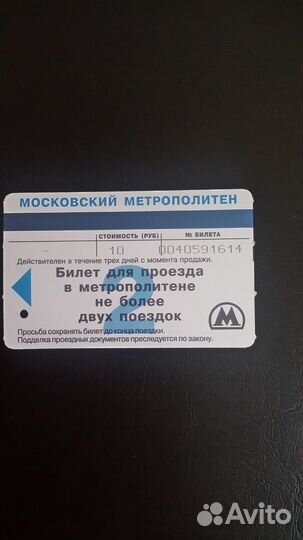 МОСКОВСКИЙ МЕТРОПОЛИТЕН
СТОИМОСТЬ (РУБ) № БИЛЕТА
– 10 0040591614
Действителен в течение трех дней с момента продажи.
2
Билет для проезда
в метрополитене
не более
двух поездок
М
Просьба сохранять билет до конца поездки.
Подделка проездных документов преследуется по закону.
Avito